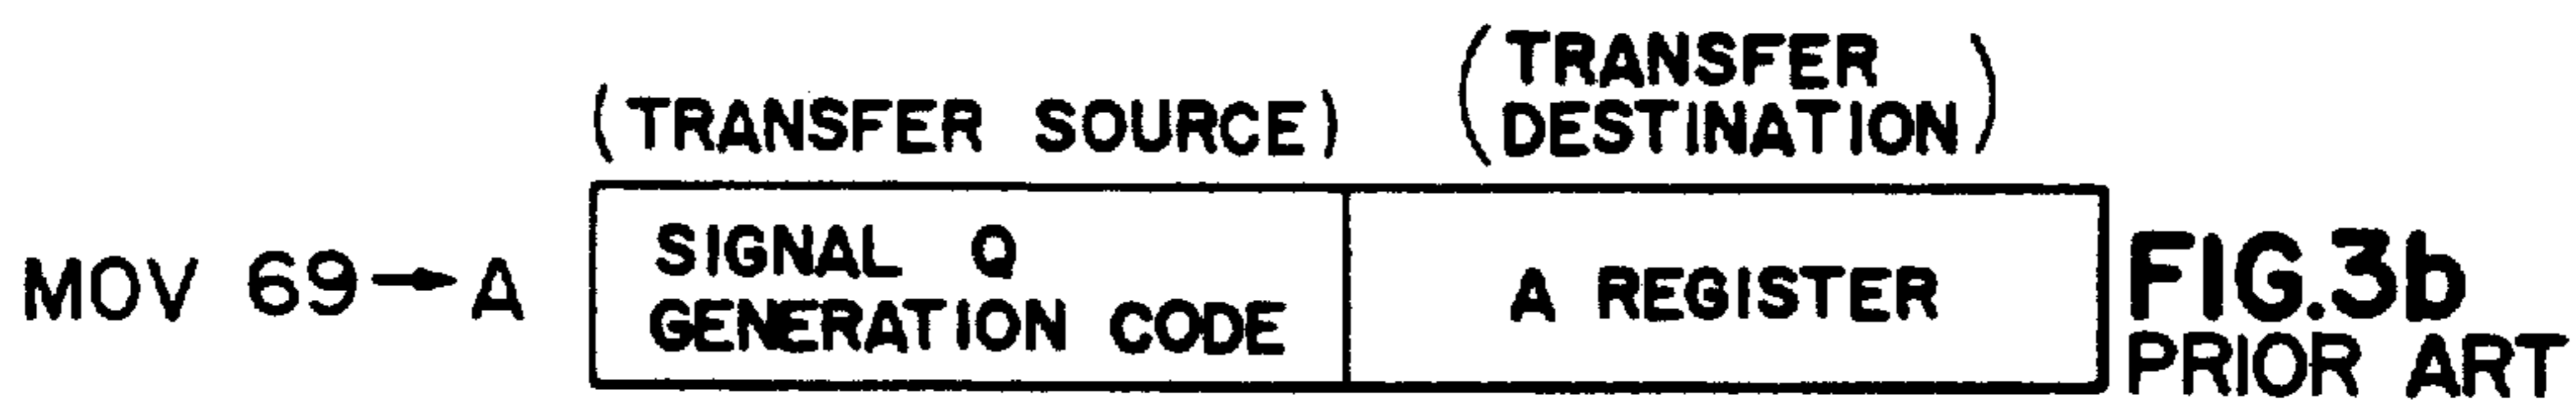 (TRANSFER SOURCE)
(TRANSFER
DESTINATION)
MOV 69→A
SIGNAL Q
GENERATION CODE
A REGISTER
FIG.3b
PRIOR ART